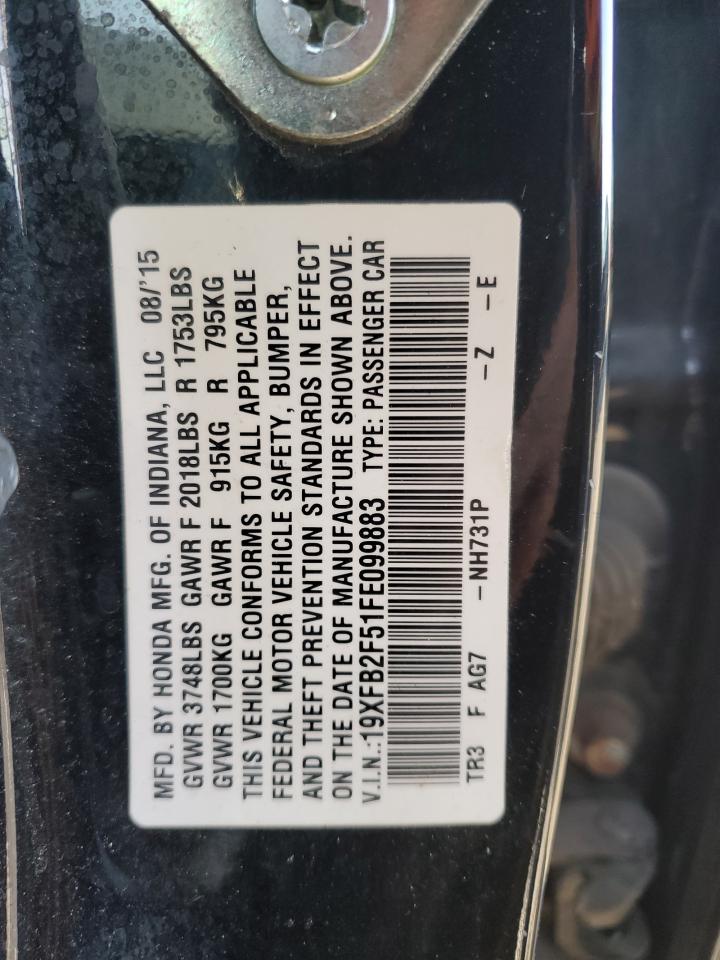 MFD. BY HONDA MFG. OF INDIANA, LLC 08/'15
GVWR 3748LBS GAWR F 2018LBS R 1753LBS
GVWR 1700KG GAWR F 915KG R 795KG
THIS VEHICLE CONFORMS TO ALL APPLICABLE
FEDERAL MOTOR VEHICLE SAFETY, BUMPER,
AND THEFT PREVENTION STANDARDS IN EFFECT
ON THE DATE OF MANUFACTURE SHOWN ABOVE.
V.I.N.:19XFB2F51FE099883 TYPE: PASSENGER CAR
TR3 F AG7 -NH731P -Z -E